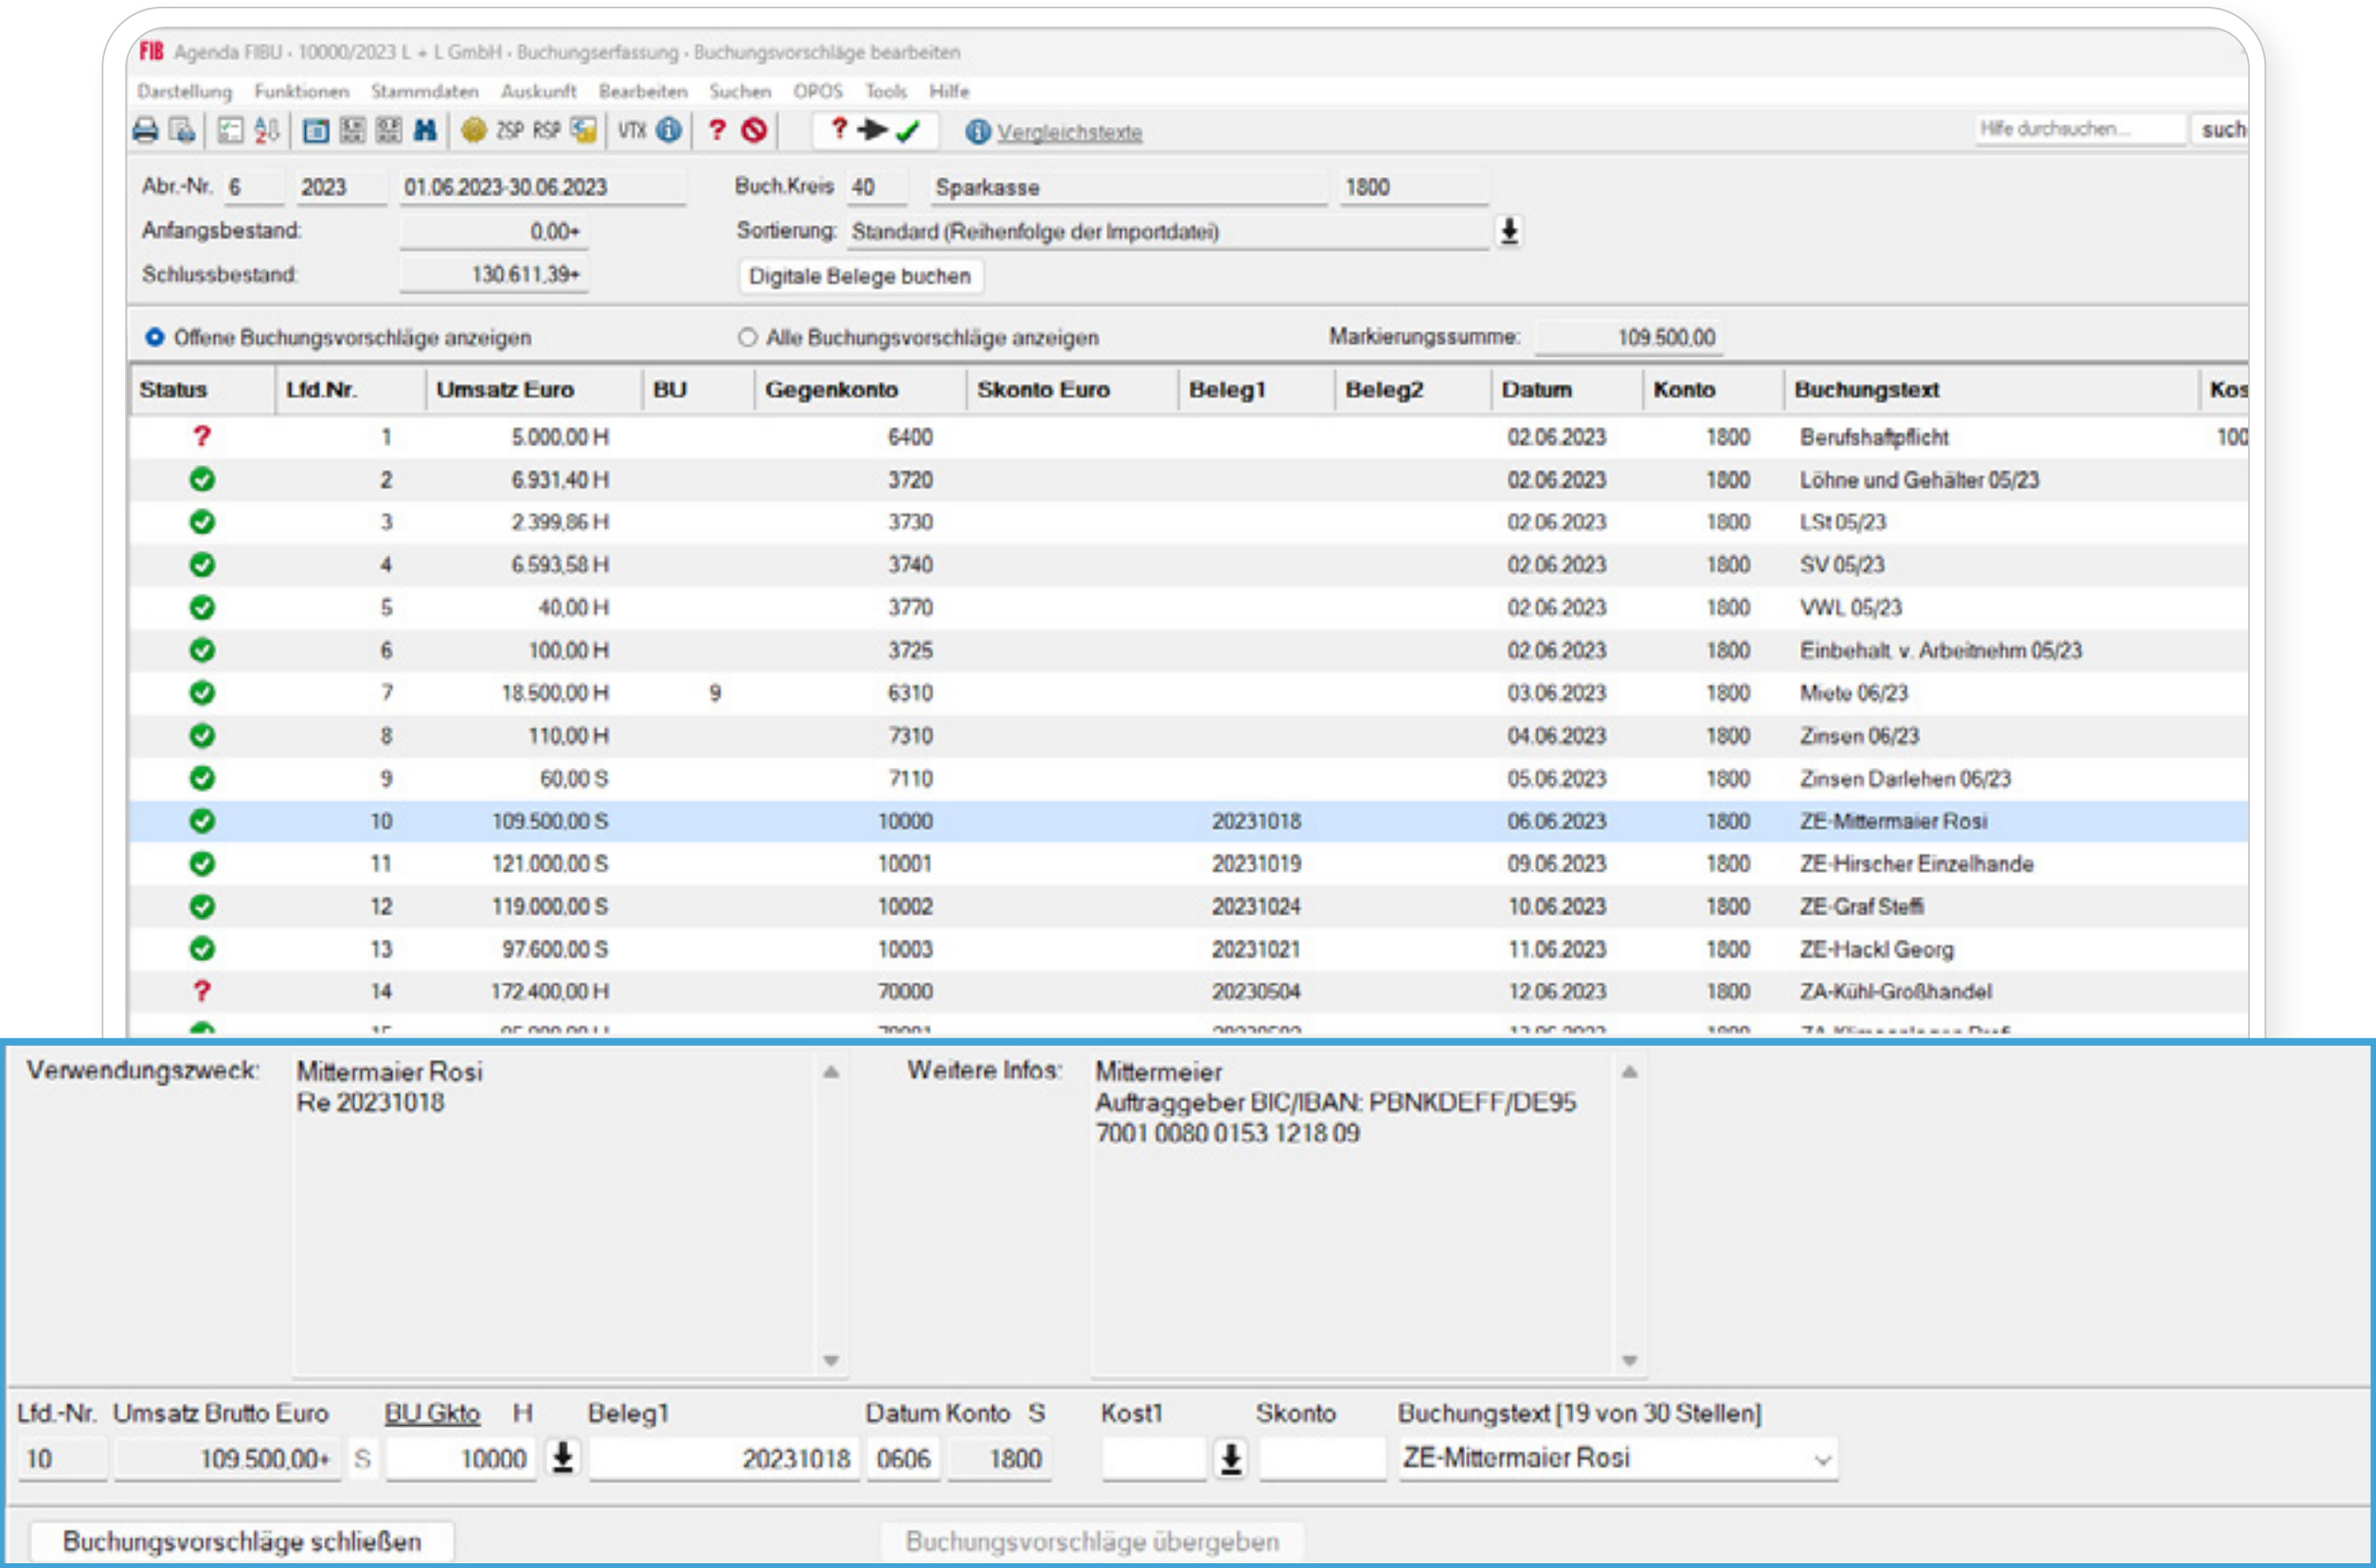 FIB Agenda FIBU · 10000/2023 L + L GmbH · Buchungserfassung · Buchungsvorschläge bearbeiten
Darstellung Funktionen Stammdaten Auskunft Bearbeiten Suchen OPOS Tools Hilfe
ZSP RSP VTX ? ? Vergleichstexte Hilfe durchsuchen... such
Abr.-Nr. 6 2023 01.06.2023-30.06.2023 Buch.Kreis 40 Sparkasse 1800
Anfangsbestand: 0,00+ Sortierung: Standard (Reihenfolge der Importdatei)
Schlussbestand: 130.611,39+ Digitale Belege buchen
Offene Buchungsvorschläge anzeigen Alle Buchungsvorschläge anzeigen Markierungssumme: 109.500,00
Status Lfd.Nr. Umsatz Euro BU Gegenkonto Skonto Euro Beleg1 Beleg2 Datum Konto Buchungstext Kos
? 1 5.000,00 H 6400 02.06.2023 1800 Berufshaftpflicht 100
2 6.931,40 H 3720 02.06.2023 1800 Löhne und Gehälter 05/23
3 2.399,86 H 3730 02.06.2023 1800 LSt 05/23
4 6.593,58 H 3740 02.06.2023 1800 SV 05/23
5 40,00 H 3770 02.06.2023 1800 VWL 05/23
6 100,00 H 3725 02.06.2023 1800 Einbehalt. v. Arbeitnehm 05/23
7 18.500,00 H 9 6310 03.06.2023 1800 Miete 06/23
8 110,00 H 7310 04.06.2023 1800 Zinsen 06/23
9 60,00 S 7110 05.06.2023 1800 Zinsen Darlehen 06/23
10 109.500,00 S 10000 20231018 06.06.2023 1800 ZE-Mittermaier Rosi
11 121.000,00 S 10001 20231019 09.06.2023 1800 ZE-Hirscher Einzelhande
12 119.000,00 S 10002 20231024 10.06.2023 1800 ZE-Graf Steffi
13 97.600,00 S 10003 20231021 11.06.2023 1800 ZE-Hackl Georg
? 14 172.400,00 H 70000 20230504 12.06.2023 1800 ZA-Kühl-Großhandel
Verwendungszweck: Mittermaier Rosi
Re 20231018
Weitere Infos: Mittermeier
Auftraggeber BIC/IBAN: PBNKDEFF/DE95
7001 0080 0153 1218 09
Lfd.-Nr. Umsatz Brutto Euro BU Gkto H Beleg1 Datum Konto S Kost1 Skonto Buchungstext [19 von 30 Stellen]
10 109.500,00+ S 10000 20231018 0606 1800 ZE-Mittermaier Rosi
Buchungsvorschläge schließen Buchungsvorschläge übergeben